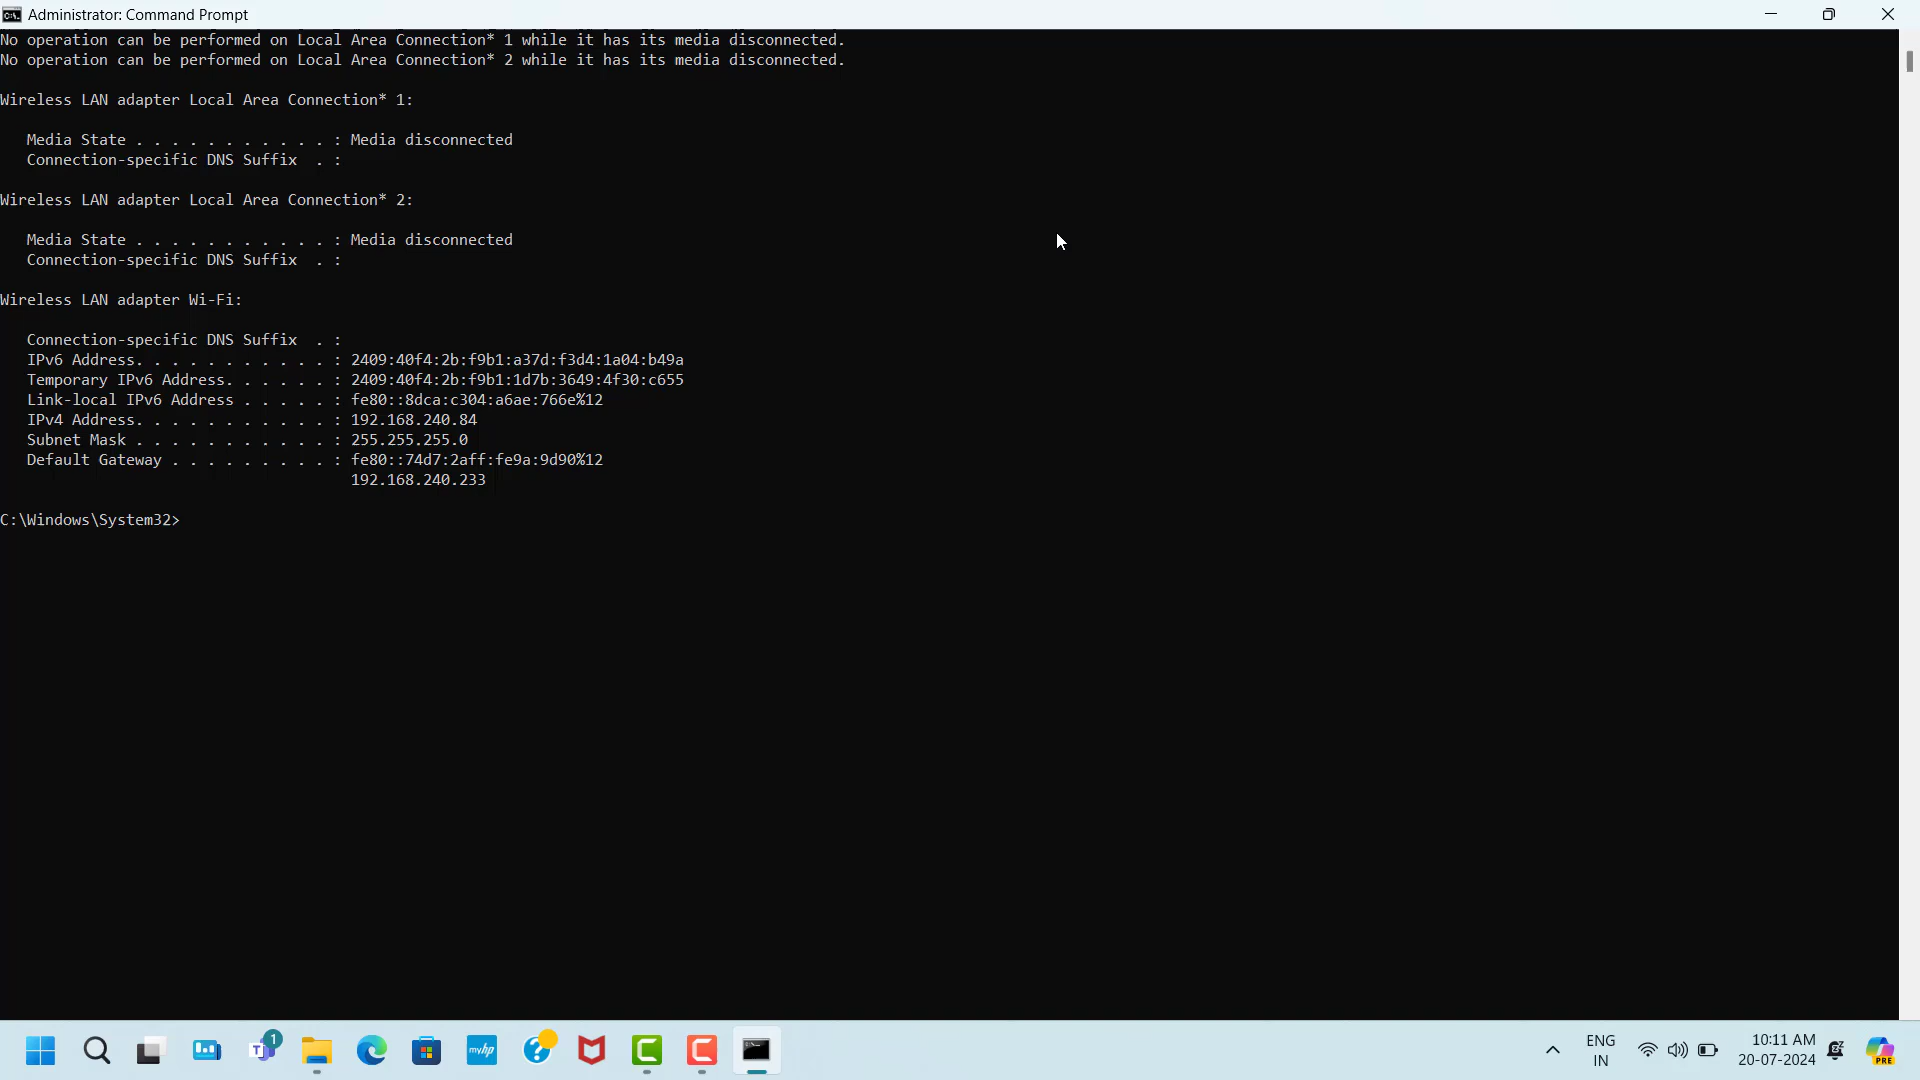 Administrator: Command Prompt
No operation can be performed on Local Area Connection* 1 while it has its media disconnected.
No operation can be performed on Local Area Connection* 2 while it has its media disconnected.
Wireless LAN adapter Local Area Connection* 1:
Media State . . . . . . . . . . . : Media disconnected
Connection-specific DNS Suffix  . :
Wireless LAN adapter Local Area Connection* 2:
Media State . . . . . . . . . . . : Media disconnected
Connection-specific DNS Suffix  . :
Wireless LAN adapter Wi-Fi:
Connection-specific DNS Suffix  . :
IPv6 Address. . . . . . . . . . . : 2409:40f4:2b:f9b1:a37d:f3d4:1a04:b49a
Temporary IPv6 Address. . . . . . : 2409:40f4:2b:f9b1:1d7b:3649:4f30:c655
Link-local IPv6 Address . . . . . : fe80::8dca:c304:a6ae:766e%12
IPv4 Address. . . . . . . . . . . : 192.168.240.84
Subnet Mask . . . . . . . . . . . : 255.255.255.0
Default Gateway . . . . . . . . . : fe80::74d7:2aff:fe9a:9d90%12
192.168.240.233
C:\Windows\System32>
1
myhp
ENG
IN
10:11 AM
20-07-2024
PRE